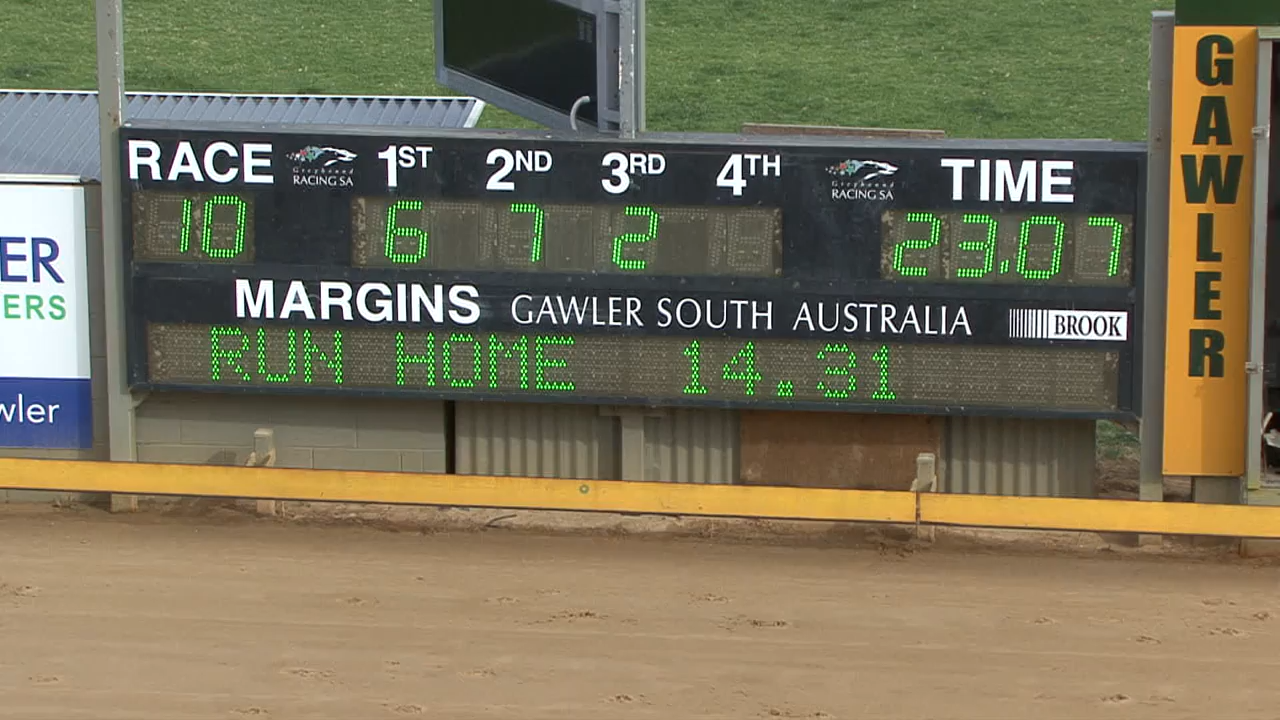 RACE 1ST 2ND 3RD 4TH TIME
Greyhound RACING SA
Greyhound RACING SA
10 6 7 2 23.07
MARGINS GAWLER SOUTH AUSTRALIA BROOK
RUN HOME 14.31
GAWLER
ER
ERS
wler